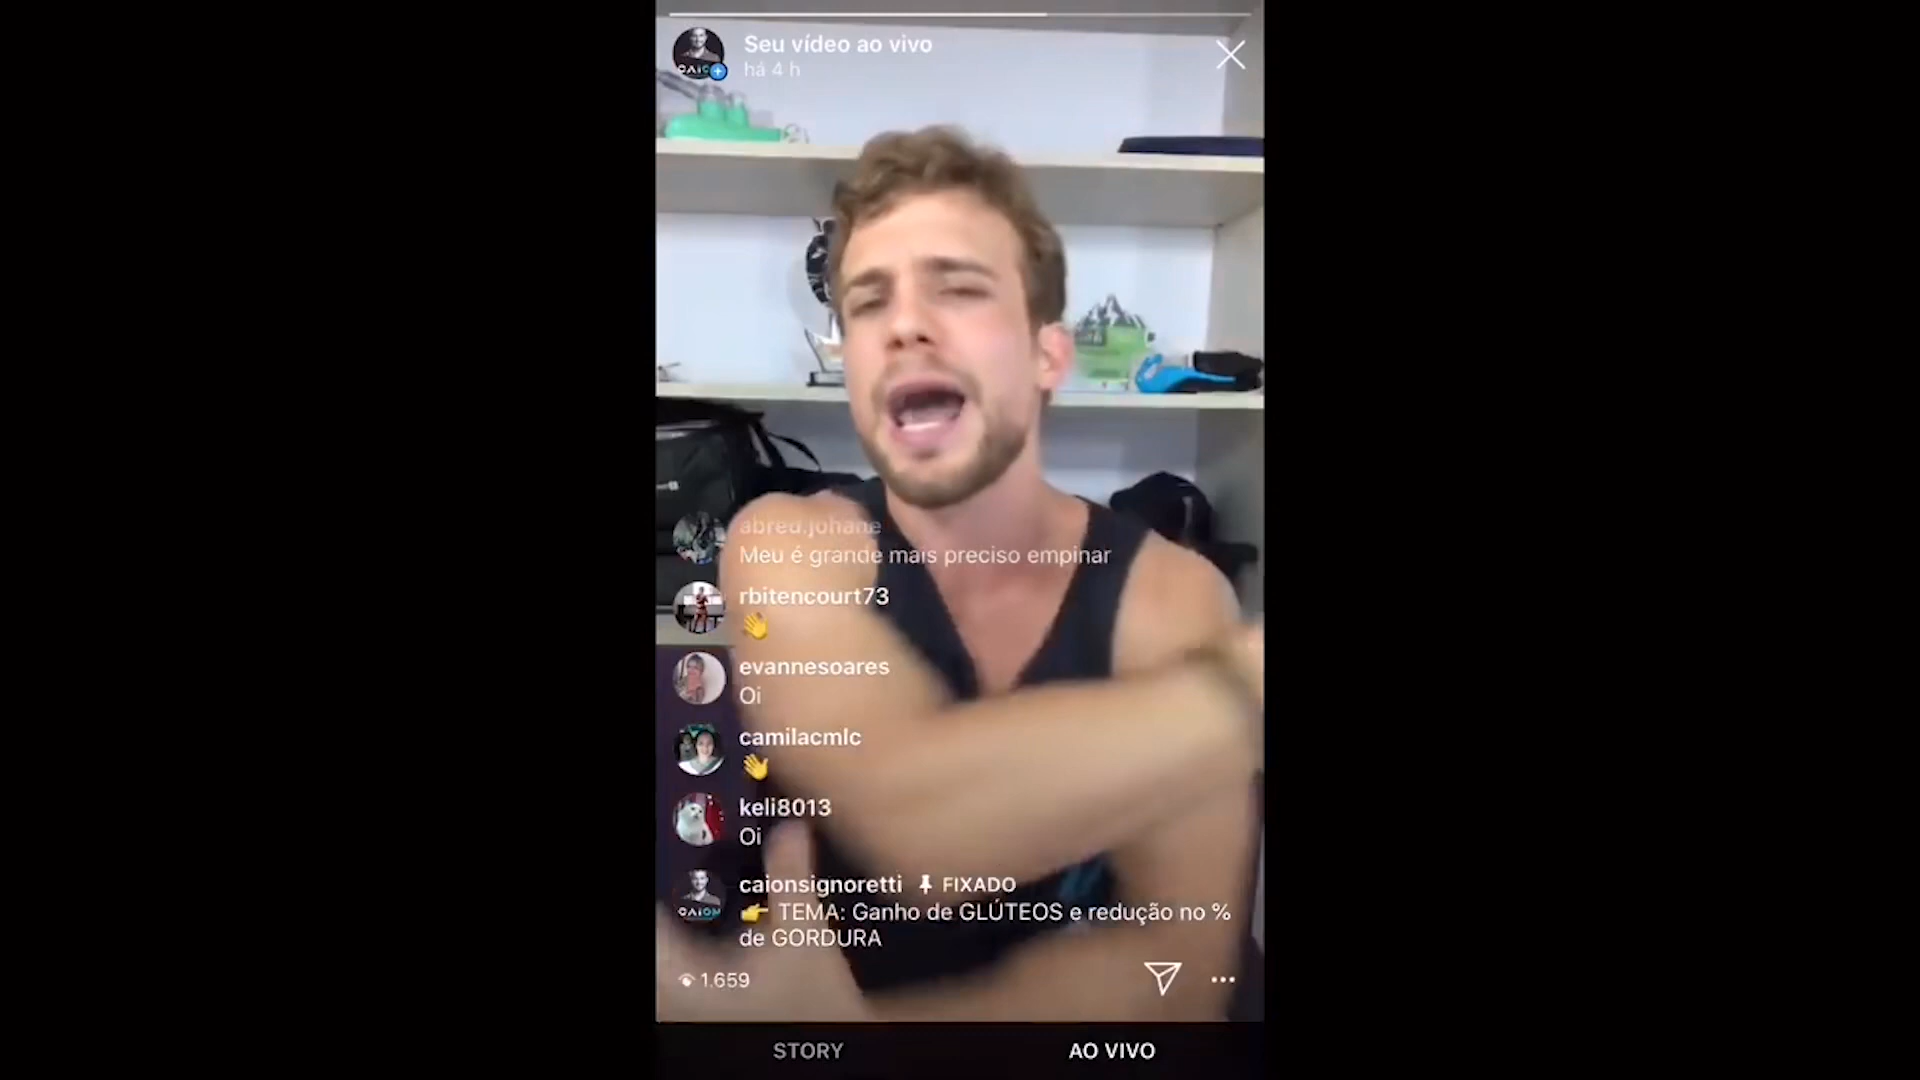 Seu vídeo ao vivo
há 4 h
abreu.johane
Meu é grande mais preciso empinar
rbitencourt73
👋
evannesoares
Oi
camilacmlc
👋
keli8013
Oi
caionsignoretti 📌 FIXADO
👉 TEMA: Ganho de GLÚTEOS e redução no %
de GORDURA
1.659
STORY
AO VIVO